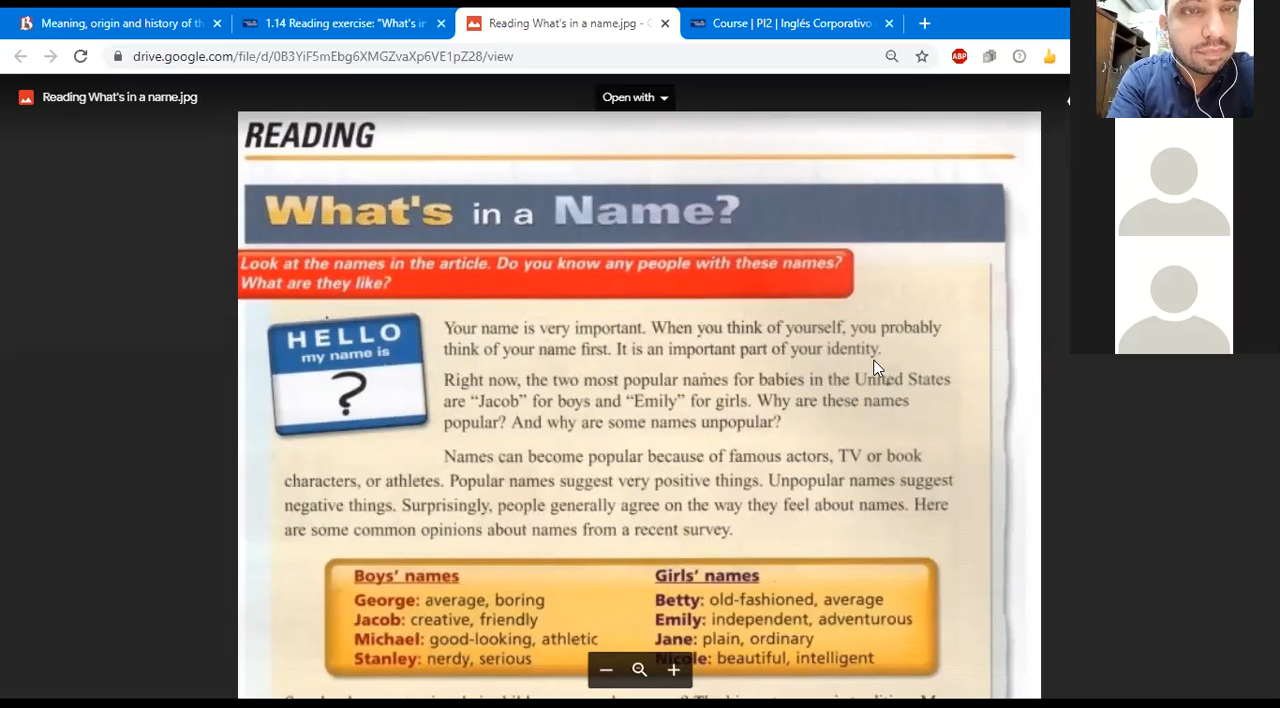 Meaning, origin and history of th
1.14 Reading exercise: "What's in
Reading What's in a name.jpg - G
Course | PI2 | Inglés Corporativo
drive.google.com/file/d/0B3YiF5mEbg6XMGZvaXp6VE1pZ28/view
ABP
Reading What's in a name.jpg
Open with
READING
What's in a Name?
Look at the names in the article. Do you know any people with these names?
What are they like?
HELLO
my name is
?
Your name is very important. When you think of yourself, you probably
think of your name first. It is an important part of your identity.
Right now, the two most popular names for babies in the United States
are “Jacob” for boys and “Emily” for girls. Why are these names
popular? And why are some names unpopular?
Names can become popular because of famous actors, TV or book
characters, or athletes. Popular names suggest very positive things. Unpopular names suggest
negative things. Surprisingly, people generally agree on the way they feel about names. Here
are some common opinions about names from a recent survey.
Boys' names
George: average, boring
Jacob: creative, friendly
Michael: good-looking, athletic
Stanley: nerdy, serious
Girls' names
Betty: old-fashioned, average
Emily: independent, adventurous
Jane: plain, ordinary
Nicole: beautiful, intelligent